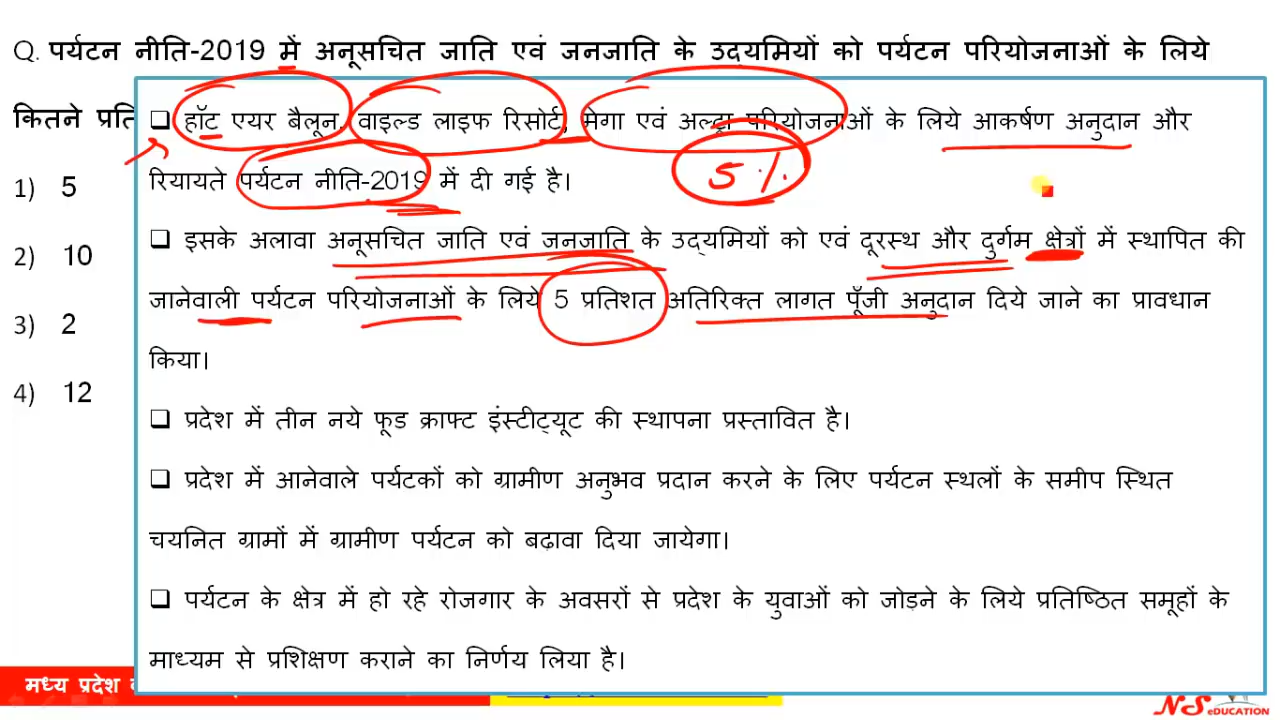 Q. पर्यटन नीति-2019 में अनूसचित जाति एवं जनजाति के उद्यमियों को पर्यटन परियोजनाओं के लिये
कितने प्रति
❑ हॉट एयर बैलून, वाइल्ड लाइफ रिसोर्ट, मेगा एवं अल्ट्रा परियोजनाओं के लिये आकर्षण अनुदान और
रियायते पर्यटन नीति-2019 में दी गई है।
5 %
❑ इसके अलावा अनूसचित जाति एवं जनजाति के उद्यमियों को एवं दूरस्थ और दुर्गम क्षेत्रों में स्थापित की
जानेवाली पर्यटन परियोजनाओं के लिये 5 प्रतिशत अतिरिक्त लागत पूँजी अनुदान दिये जाने का प्रावधान
किया।
❑ प्रदेश में तीन नये फूड क्राफ्ट इंस्टीट्यूट की स्थापना प्रस्तावित है।
❑ प्रदेश में आनेवाले पर्यटकों को ग्रामीण अनुभव प्रदान करने के लिए पर्यटन स्थलों के समीप स्थित
चयनित ग्रामों में ग्रामीण पर्यटन को बढ़ावा दिया जायेगा।
❑ पर्यटन के क्षेत्र में हो रहे रोजगार के अवसरों से प्रदेश के युवाओं को जोड़ने के लिये प्रतिष्ठित समूहों के
माध्यम से प्रशिक्षण कराने का निर्णय लिया है।
1) 5
2) 10
3) 2
4) 12
मध्य प्रदेश
NS EDUCATION